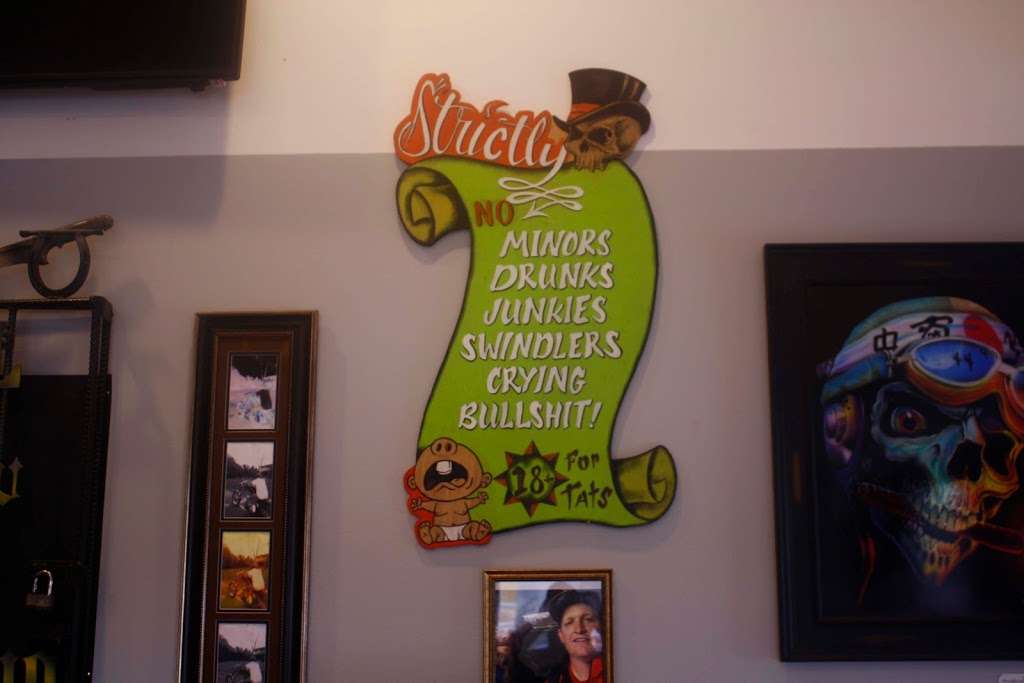 Strictly
NO
MINORS
DRUNKS
JUNKIES
SWINDLERS
CRYING
BULLSHIT!
18+ FOR
TATS